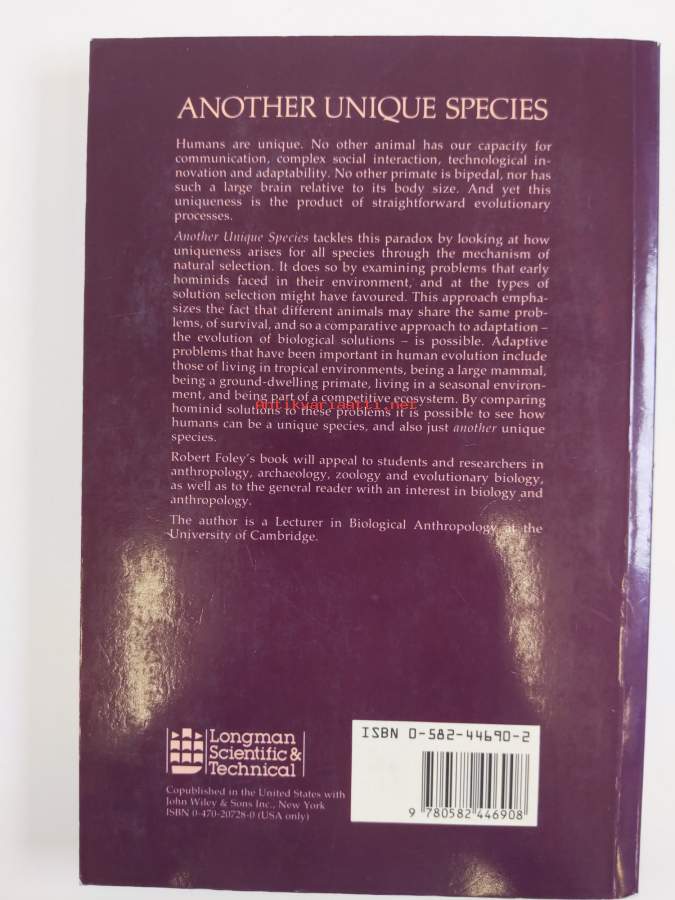 ANOTHER UNIQUE SPECIES
Humans are unique. No other animal has our capacity for
communication, complex social interaction, technological in-
novation and adaptability. No other primate is bipedal, nor has
such a large brain relative to its body size. And yet this
uniqueness is the product of straightforward evolutionary
processes.
Another Unique Species tackles this paradox by looking at how
uniqueness arises for all species through the mechanism of
natural selection. It does so by examining problems that early
hominids faced in their environment, and at the types of
solution selection might have favoured. This approach empha-
sizes the fact that different animals may share the same prob-
lems, of survival, and so a comparative approach to adaptation –
the evolution of biological solutions – is possible. Adaptive
problems that have been important in human evolution include
those of living in tropical environments, being a large mammal,
being a ground-dwelling primate, living in a seasonal environ-
ment, and being part of a competitive ecosystem. By comparing
antikvariaatti.net
hominid solutions to these problems it is possible to see how
humans can be a unique species, and also just another unique
species.
Robert Foley's book will appeal to students and researchers in
anthropology, archaeology, zoology and evolutionary biology,
as well as to the general reader with an interest in biology and
anthropology.
The author is a Lecturer in Biological Anthropology at the
University of Cambridge.
Longman
Scientific &
Technical
Copublished in the United States with
John Wiley & Sons Inc., New York
ISBN 0-470-20728-0 (USA only)
ISBN 0-582-44690-2
9 780582 446908